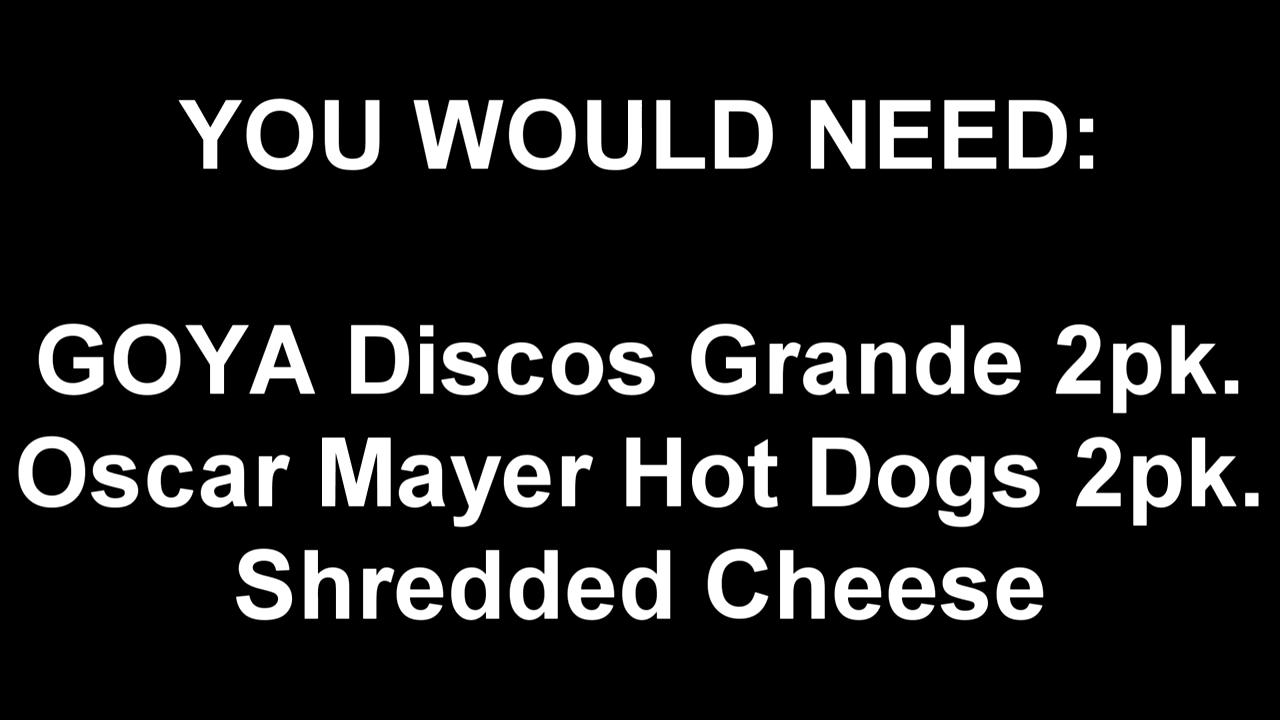 YOU WOULD NEED:
GOYA Discos Grande 2pk.
Oscar Mayer Hot Dogs 2pk.
Shredded Cheese